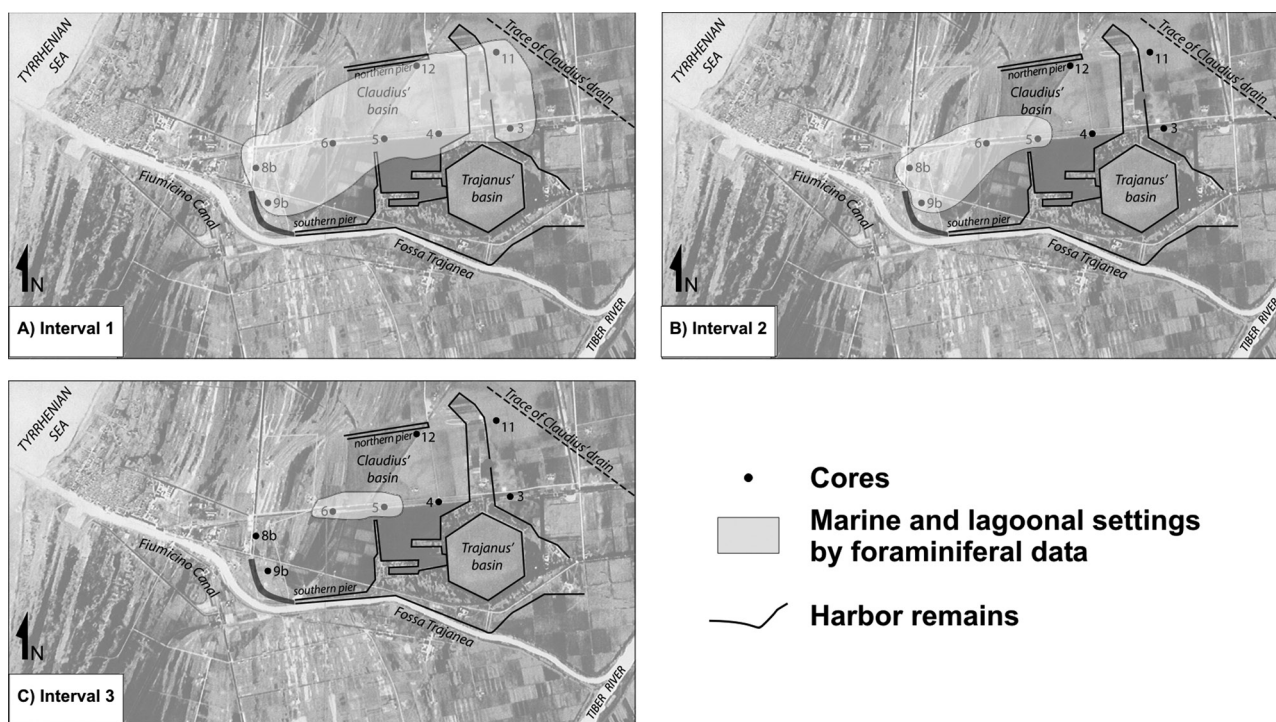 TYRRHENIAN
SEA
northern pier
12
11
Trace of Claudius' drain
Claudius'
basin
6
5
4
3
8b
9b
Fiumicino Canal
southern pier
Trajanus'
basin
Fossa Trajanea
N
TIBER RIVER
A) Interval 1
TYRRHENIAN
SEA
northern pier
12
11
Trace of Claudius' drain
Claudius'
basin
6
5
4
3
8b
9b
Fiumicino Canal
southern pier
Trajanus'
basin
Fossa Trajanea
N
TIBER RIVER
B) Interval 2
TYRRHENIAN
SEA
northern pier
12
11
Trace of Claudius' drain
Claudius'
basin
6
5
4
3
8b
9b
Fiumicino Canal
southern pier
Trajanus'
basin
Fossa Trajanea
N
TIBER RIVER
C) Interval 3
Cores
Marine and lagoonal settings
by foraminiferal data
Harbor remains